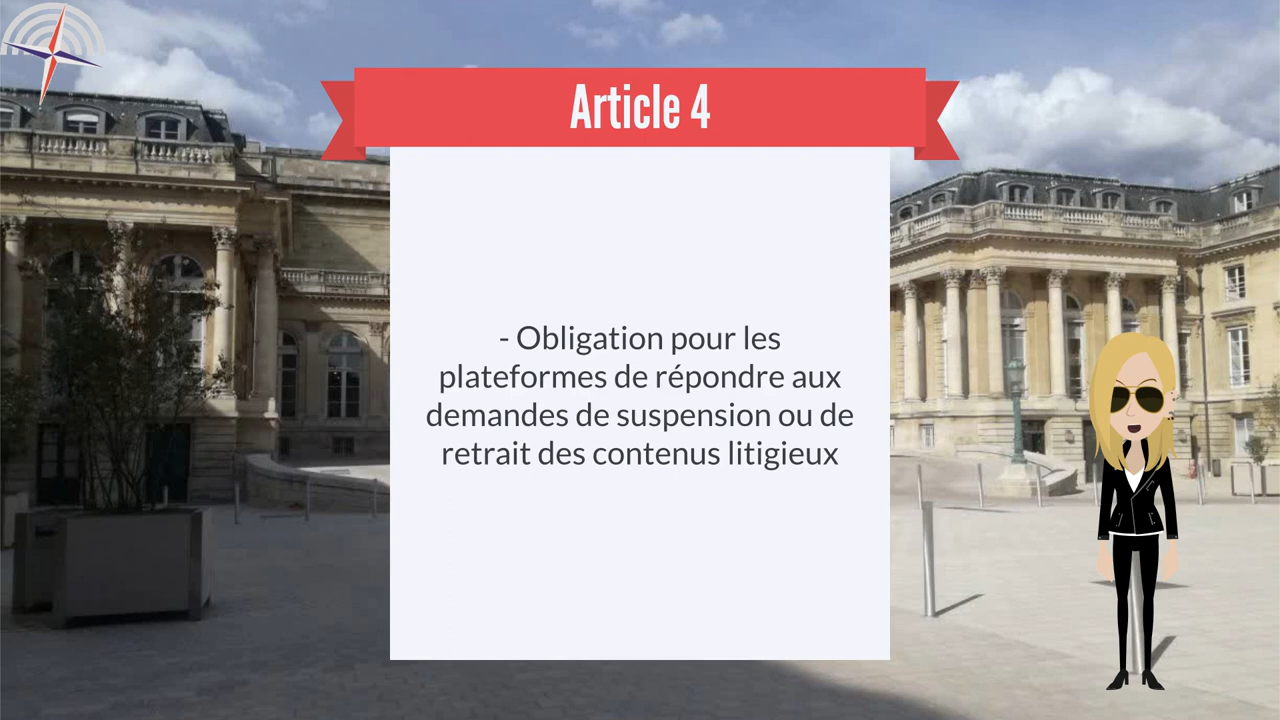 Article 4
- Obligation pour les
plateformes de répondre aux
demandes de suspension ou de
retrait des contenus litigieux